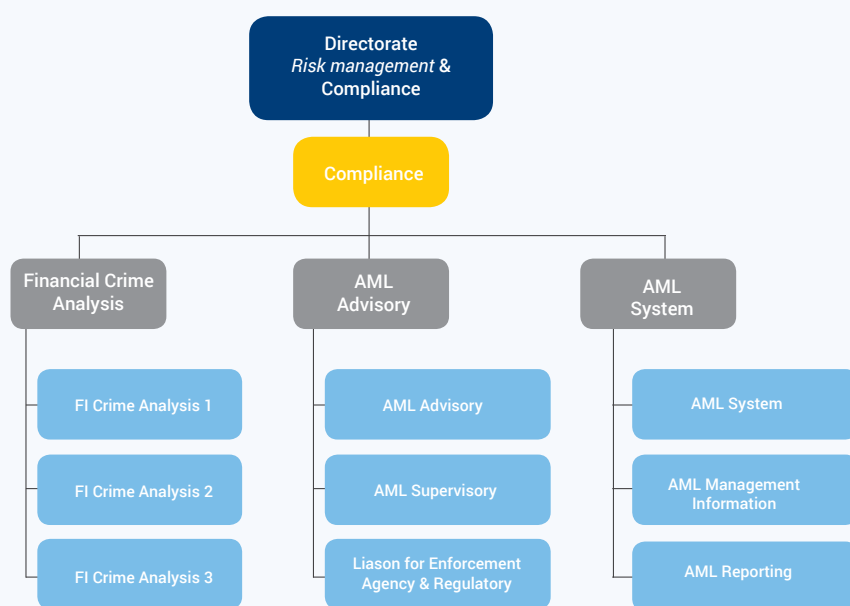 Directorate
Risk management &
Compliance
Compliance
Financial Crime
Analysis
AML
Advisory
AML
System
FI Crime Analysis 1
AML Advisory
AML System
FI Crime Analysis 2
AML Supervisory
AML Management
Information
FI Crime Analysis 3
Liason for Enforcement
Agency & Regulatory
AML Reporting